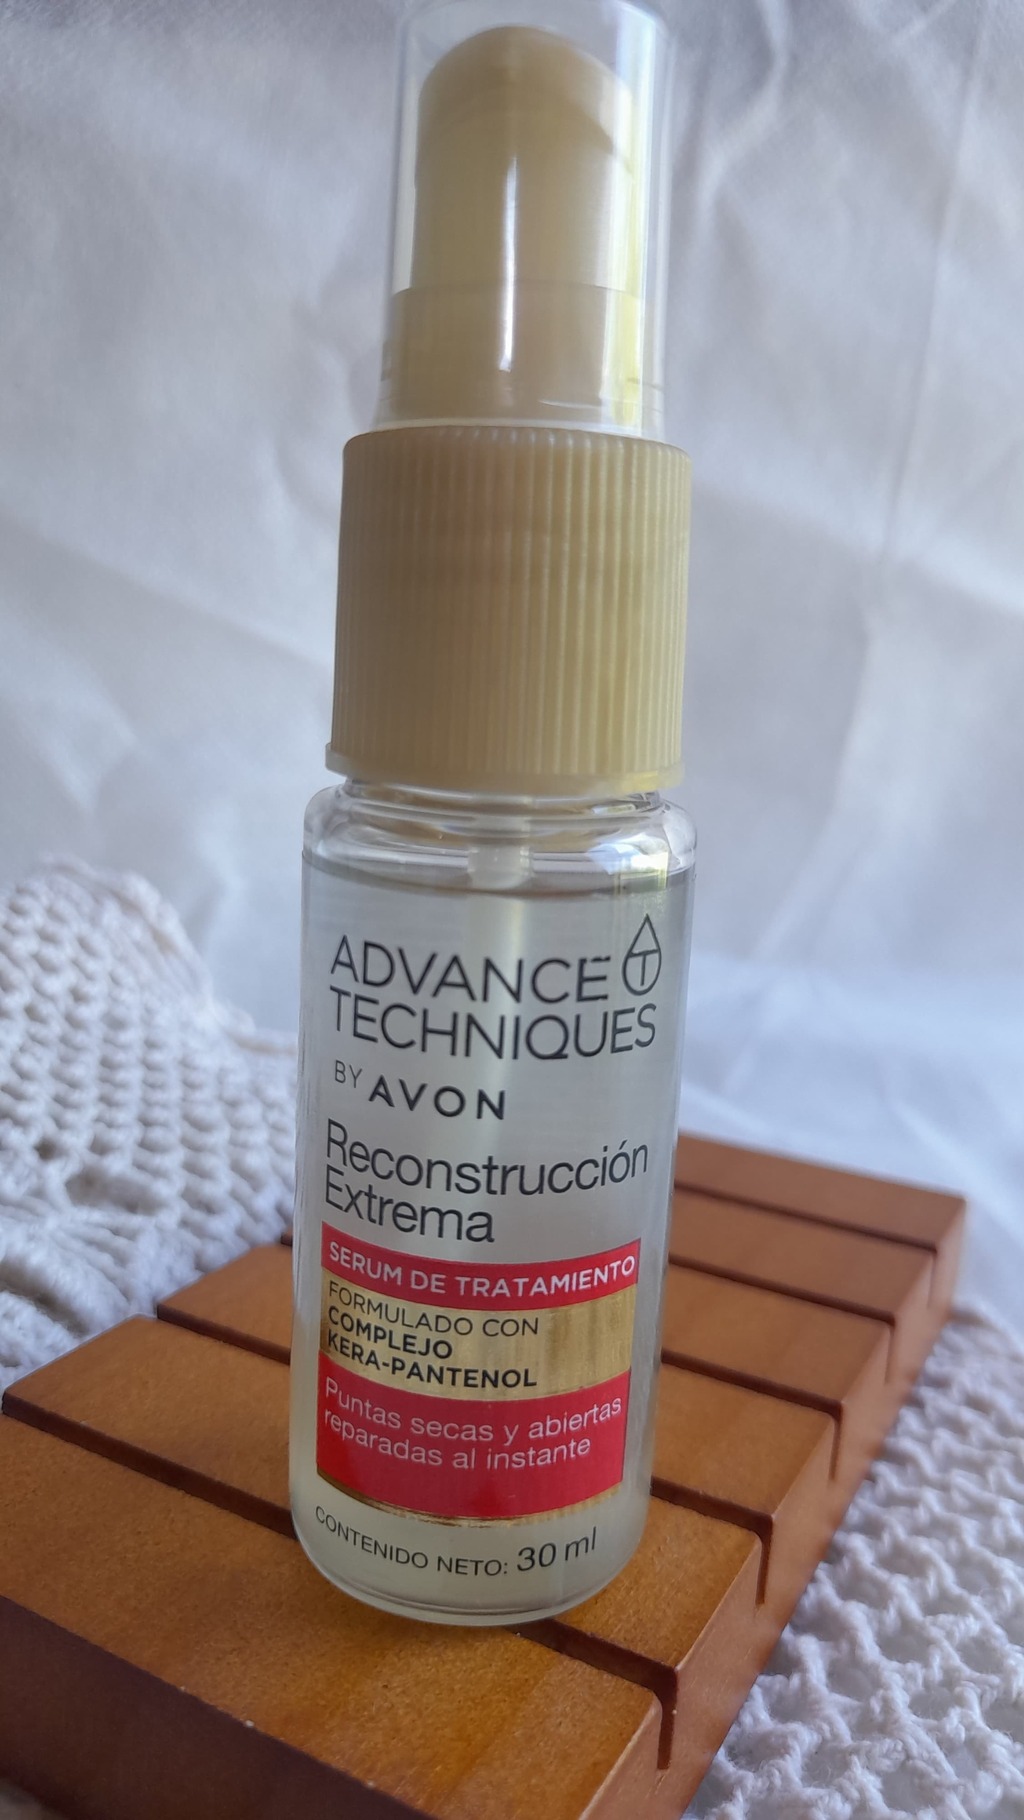 ADVANCE T
TECHNIQUES
BY AVON
Reconstrucción
Extrema
SERUM DE TRATAMIENTO
FORMULADO CON
COMPLEJO
KERA-PANTENOL
Puntas secas y abiertas
reparadas al instante
CONTENIDO NETO: 30 ml